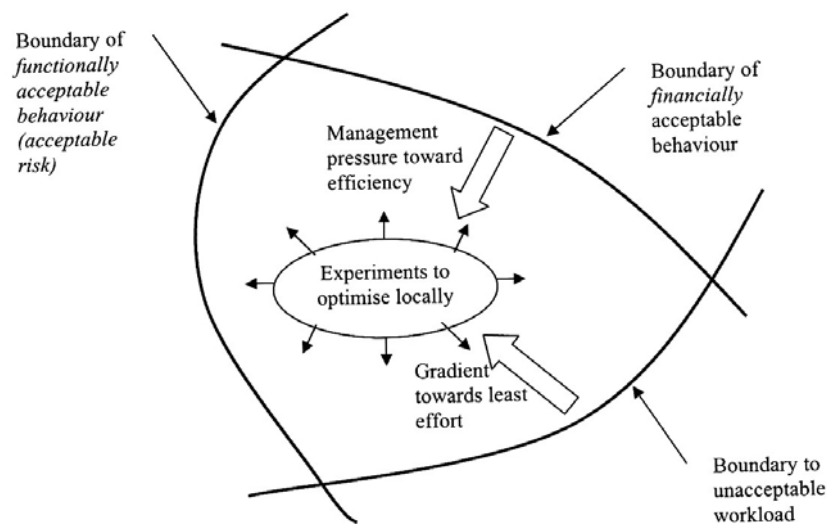 Boundary of
functionally
acceptable
behaviour
(acceptable
risk)
Boundary of
financially
acceptable
behaviour
Management
pressure toward
efficiency
Experiments to
optimise locally
Gradient
towards least
effort
Boundary to
unacceptable
workload